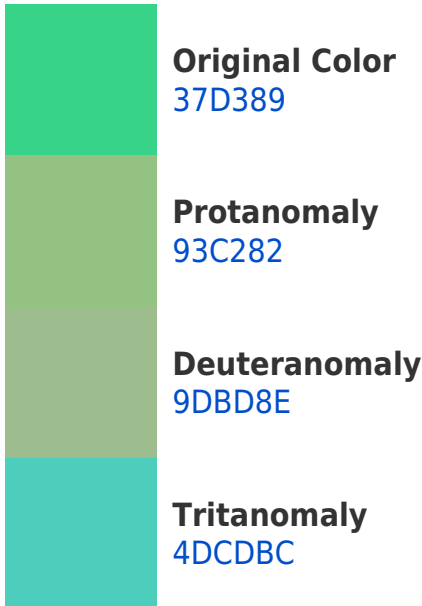 Original Color
37D389
Protanomaly
93C282
Deuteranomaly
9DBD8E
Tritanomaly
4DCDBC